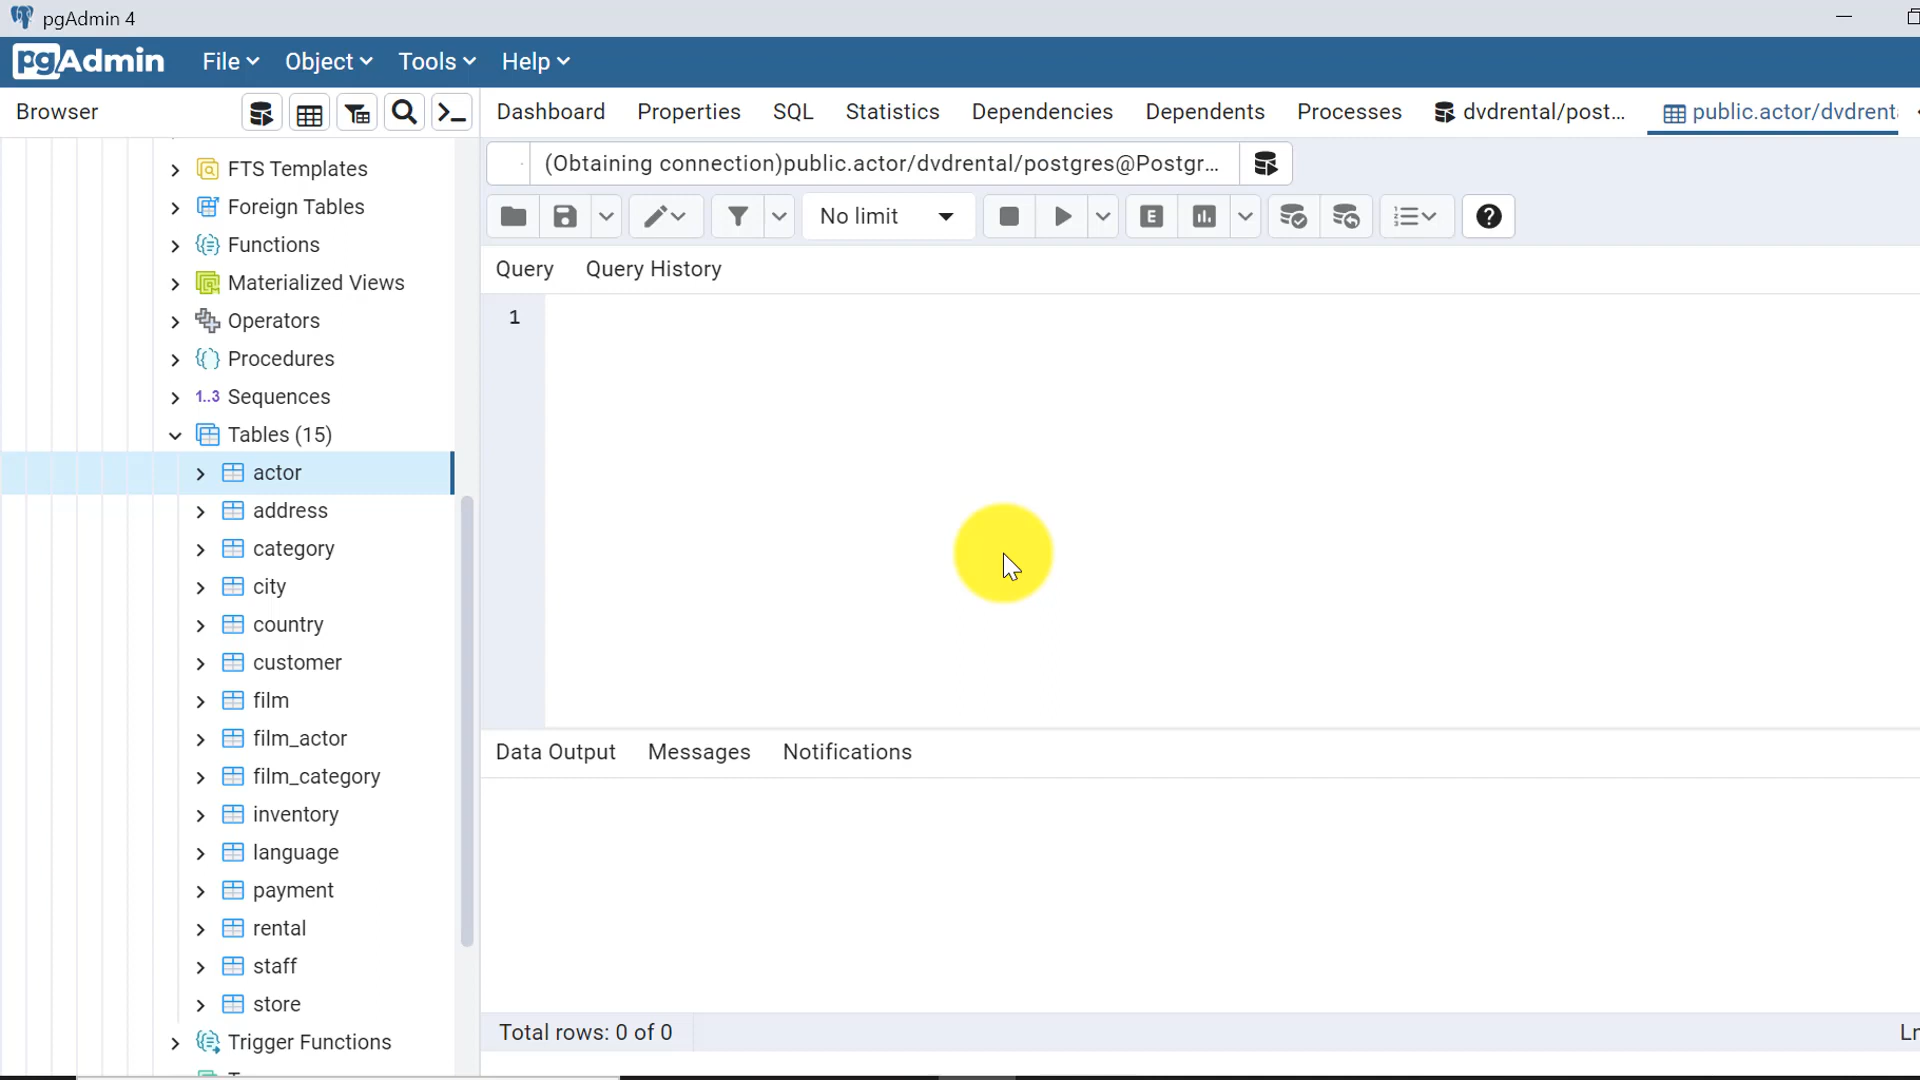 pgAdmin 4
pgAdmin File Object Tools Help
Browser
Dashboard Properties SQL Statistics Dependencies Dependents Processes dvdrental/post... public.actor/dvdrent
FTS Templates
Foreign Tables
Functions
Materialized Views
Operators
Procedures
1..3 Sequences
Tables (15)
actor
address
category
city
country
customer
film
film_actor
film_category
inventory
language
payment
rental
staff
store
Trigger Functions
(Obtaining connection)public.actor/dvdrental/postgres@Postgr...
No limit
E
Query Query History
1
Data Output Messages Notifications
Total rows: 0 of 0
Ln